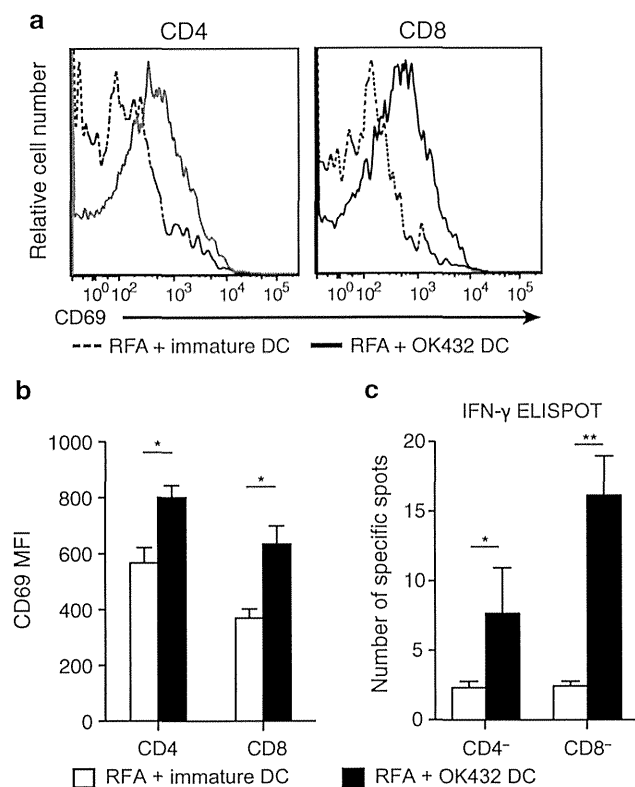 a
CD4
CD8
Relative cell number
10⁰ 10² 10³ 10⁴ 10⁵
10⁰ 10² 10³ 10⁴ 10⁵
CD69
RFA + immature DC
RFA + OK432 DC
b
CD69 MFI
1000
800
600
400
200
0
*
*
CD4
CD8
c
IFN-γ ELISPOT
Number of specific spots
20
15
10
5
0
*
**
CD4⁻
CD8⁻
RFA + immature DC
RFA + OK432 DC